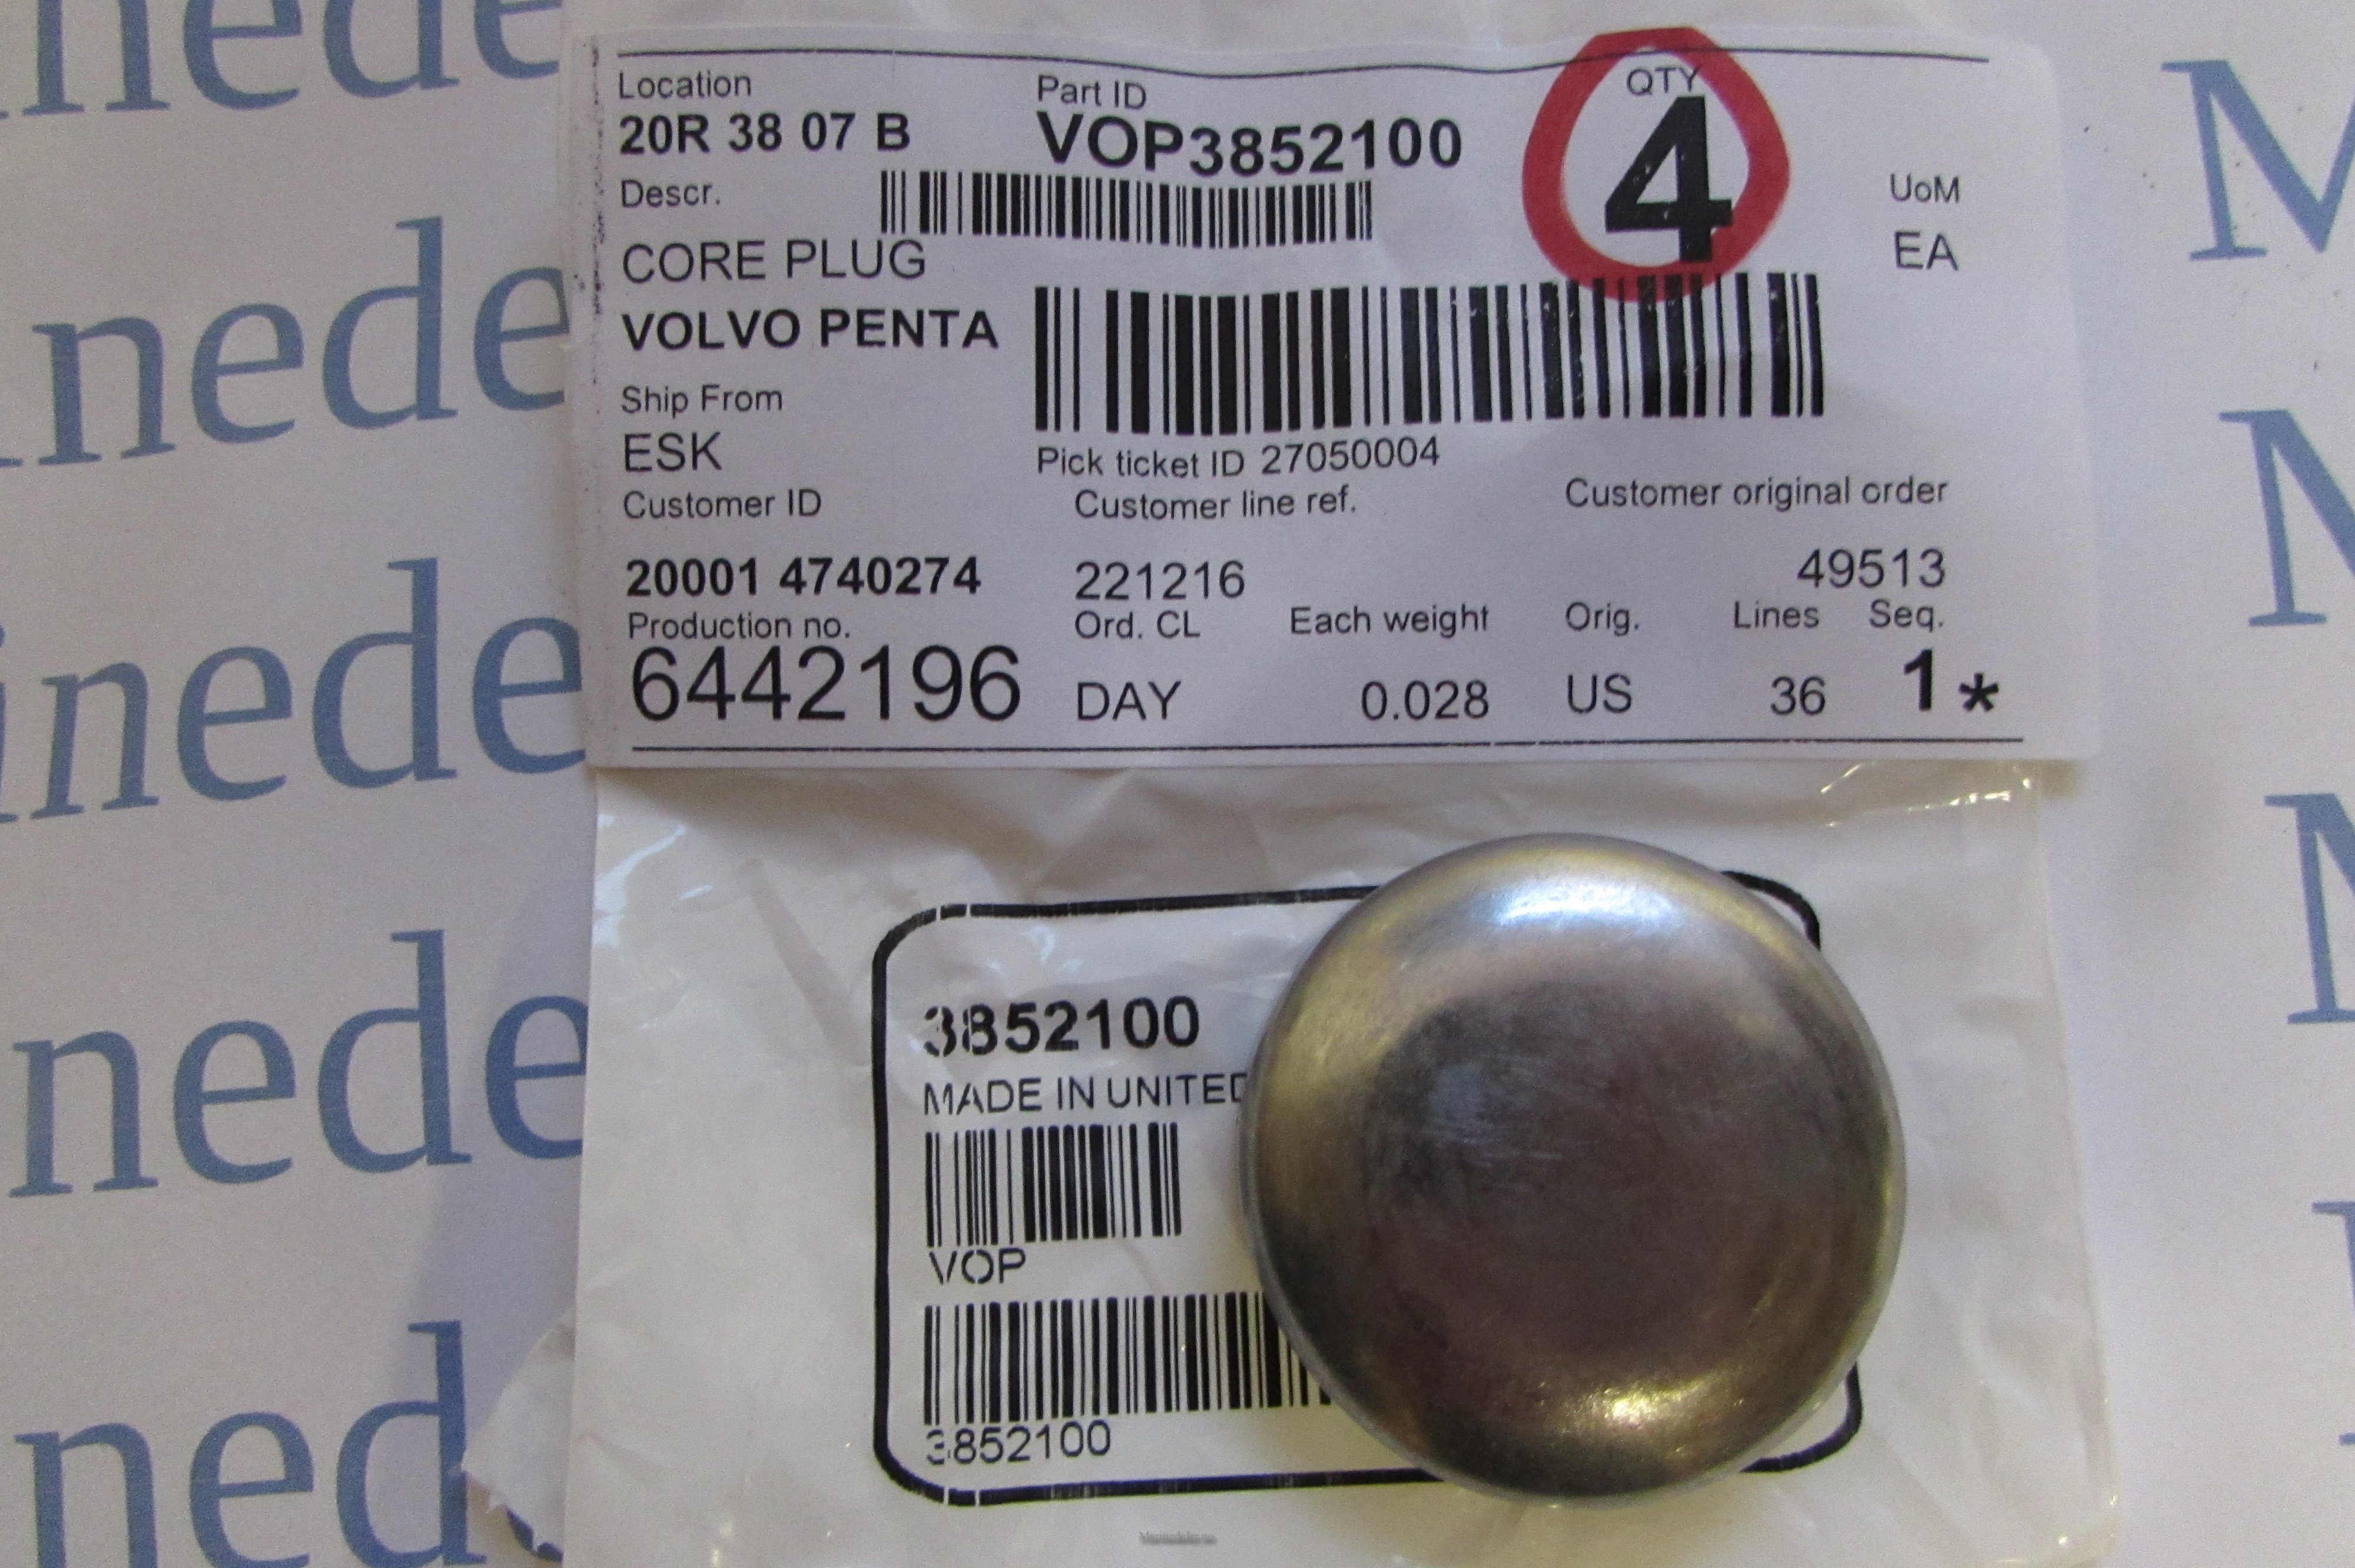 Location Part ID QTY
20R 38 07 B VOP3852100 4
Descr. UoM
CORE PLUG EA
VOLVO PENTA
Ship From
ESK Pick ticket ID 27050004
Customer ID Customer line ref. Customer original order
20001 4740274 221216 49513
Production no. Ord. CL Each weight Orig. Lines Seq.
6442196 DAY 0.028 US 36 1*
3852100
MADE IN UNITED
VOP
3852100